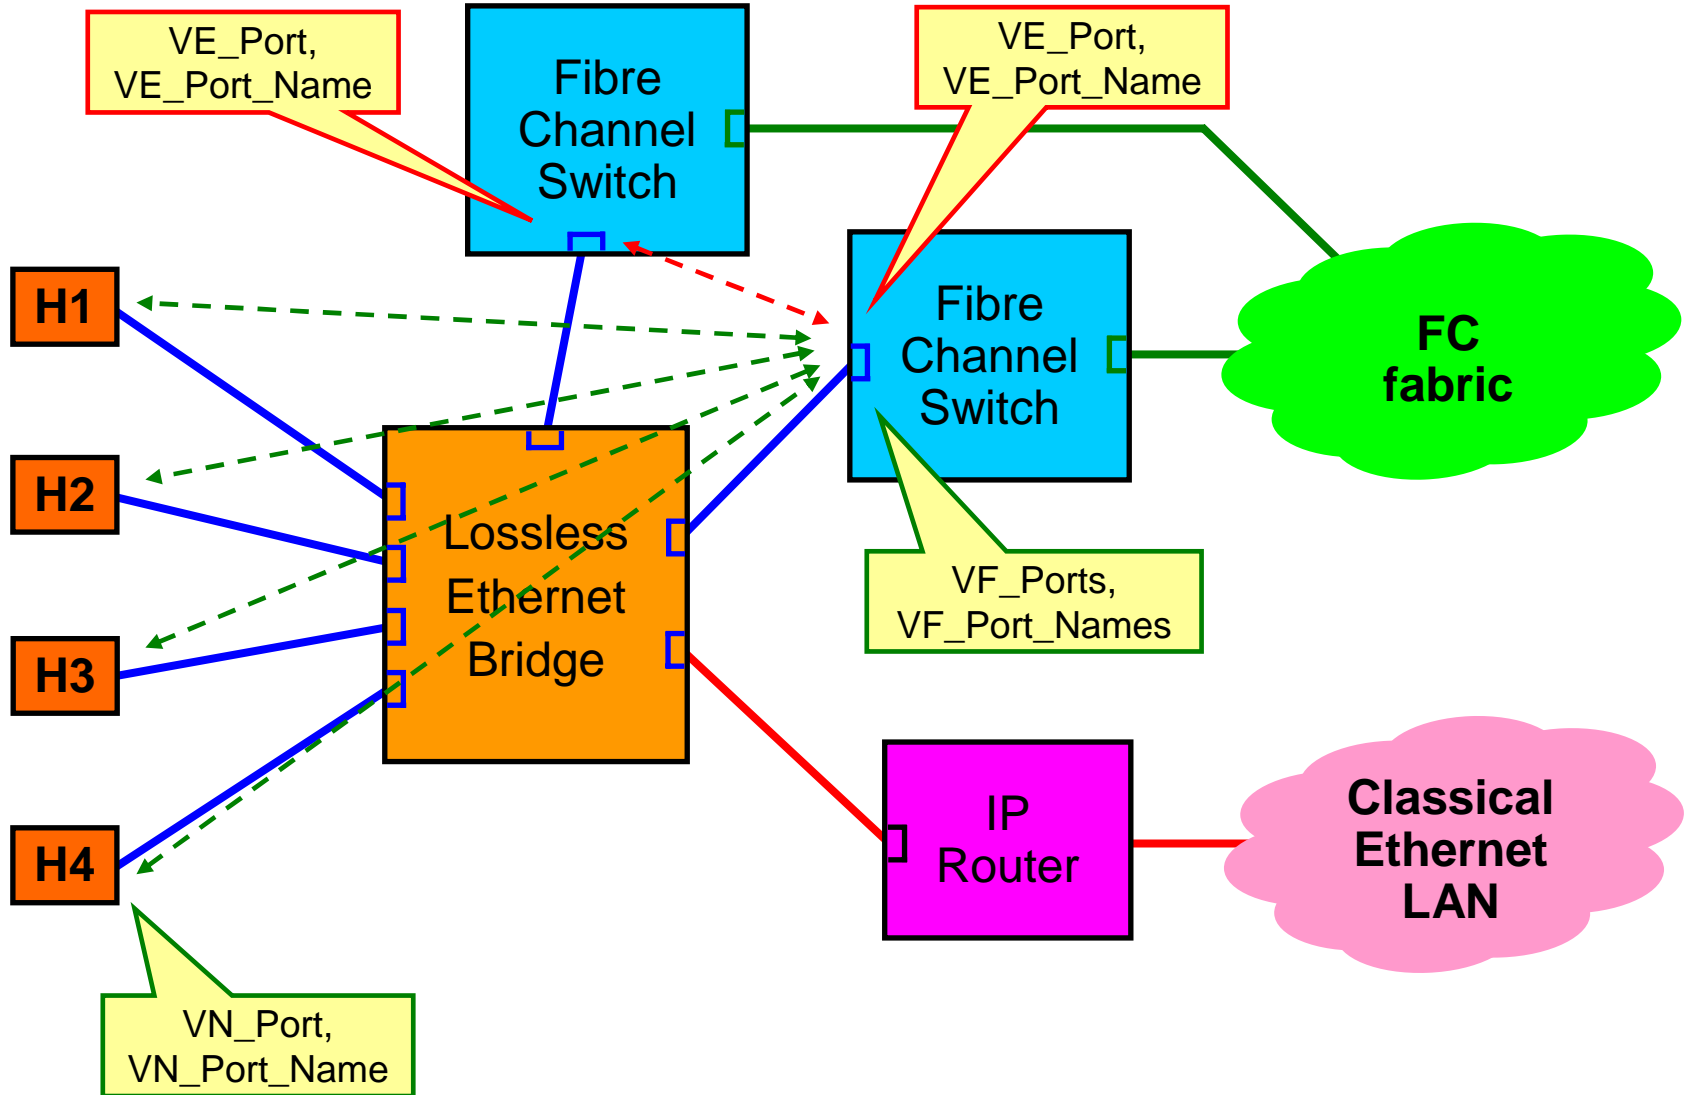 VE_Port,
VE_Port_Name
Fibre
Channel
Switch
VE_Port,
VE_Port_Name
H1
Fibre
Channel
Switch
FC
fabric
H2
Lossless
Ethernet
Bridge
VF_Ports,
VF_Port_Names
H3
H4
IP
Router
Classical
Ethernet
LAN
VN_Port,
VN_Port_Name